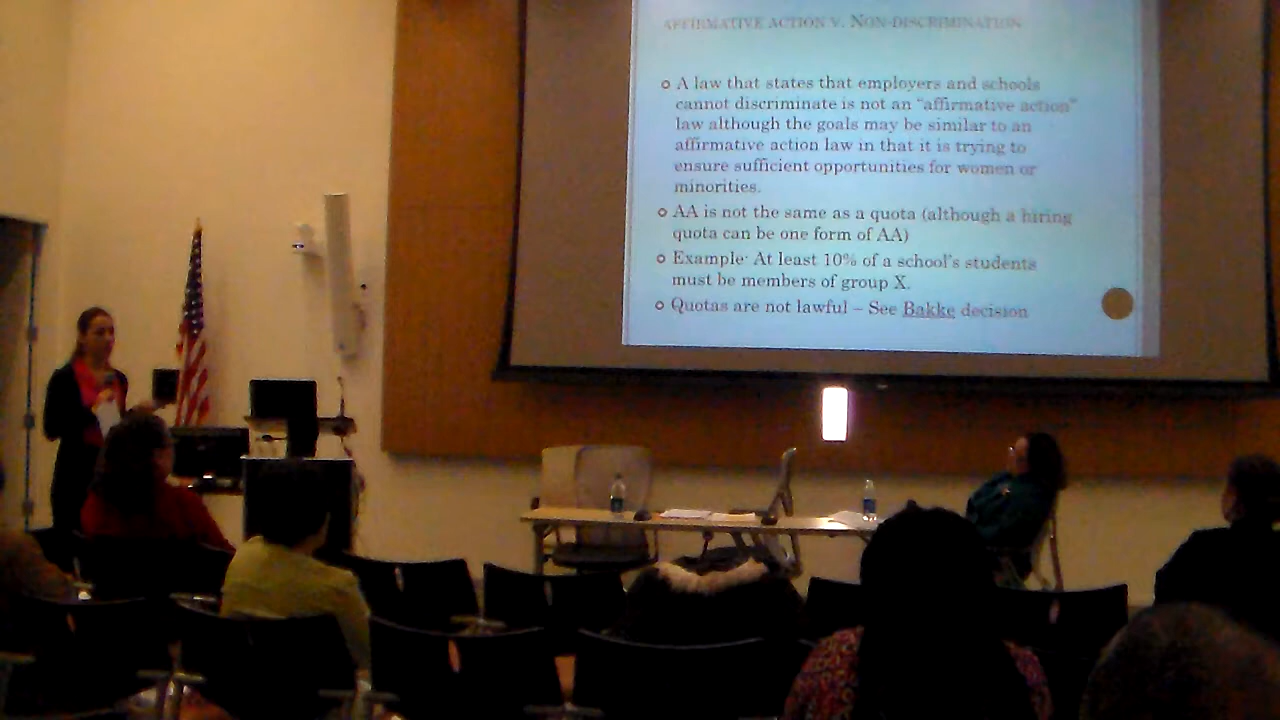 AFFIRMATIVE ACTION V. NON-DISCRIMINATION
A law that states that employers and schools
cannot discriminate is not an "affirmative action"
law although the goals may be similar to an
affirmative action law in that it is trying to
ensure sufficient opportunities for women or
minorities.
AA is not the same as a quota (although a hiring
quota can be one form of AA)
Example: At least 10% of a school's students
must be members of group X.
Quotas are not lawful – See Bakke decision